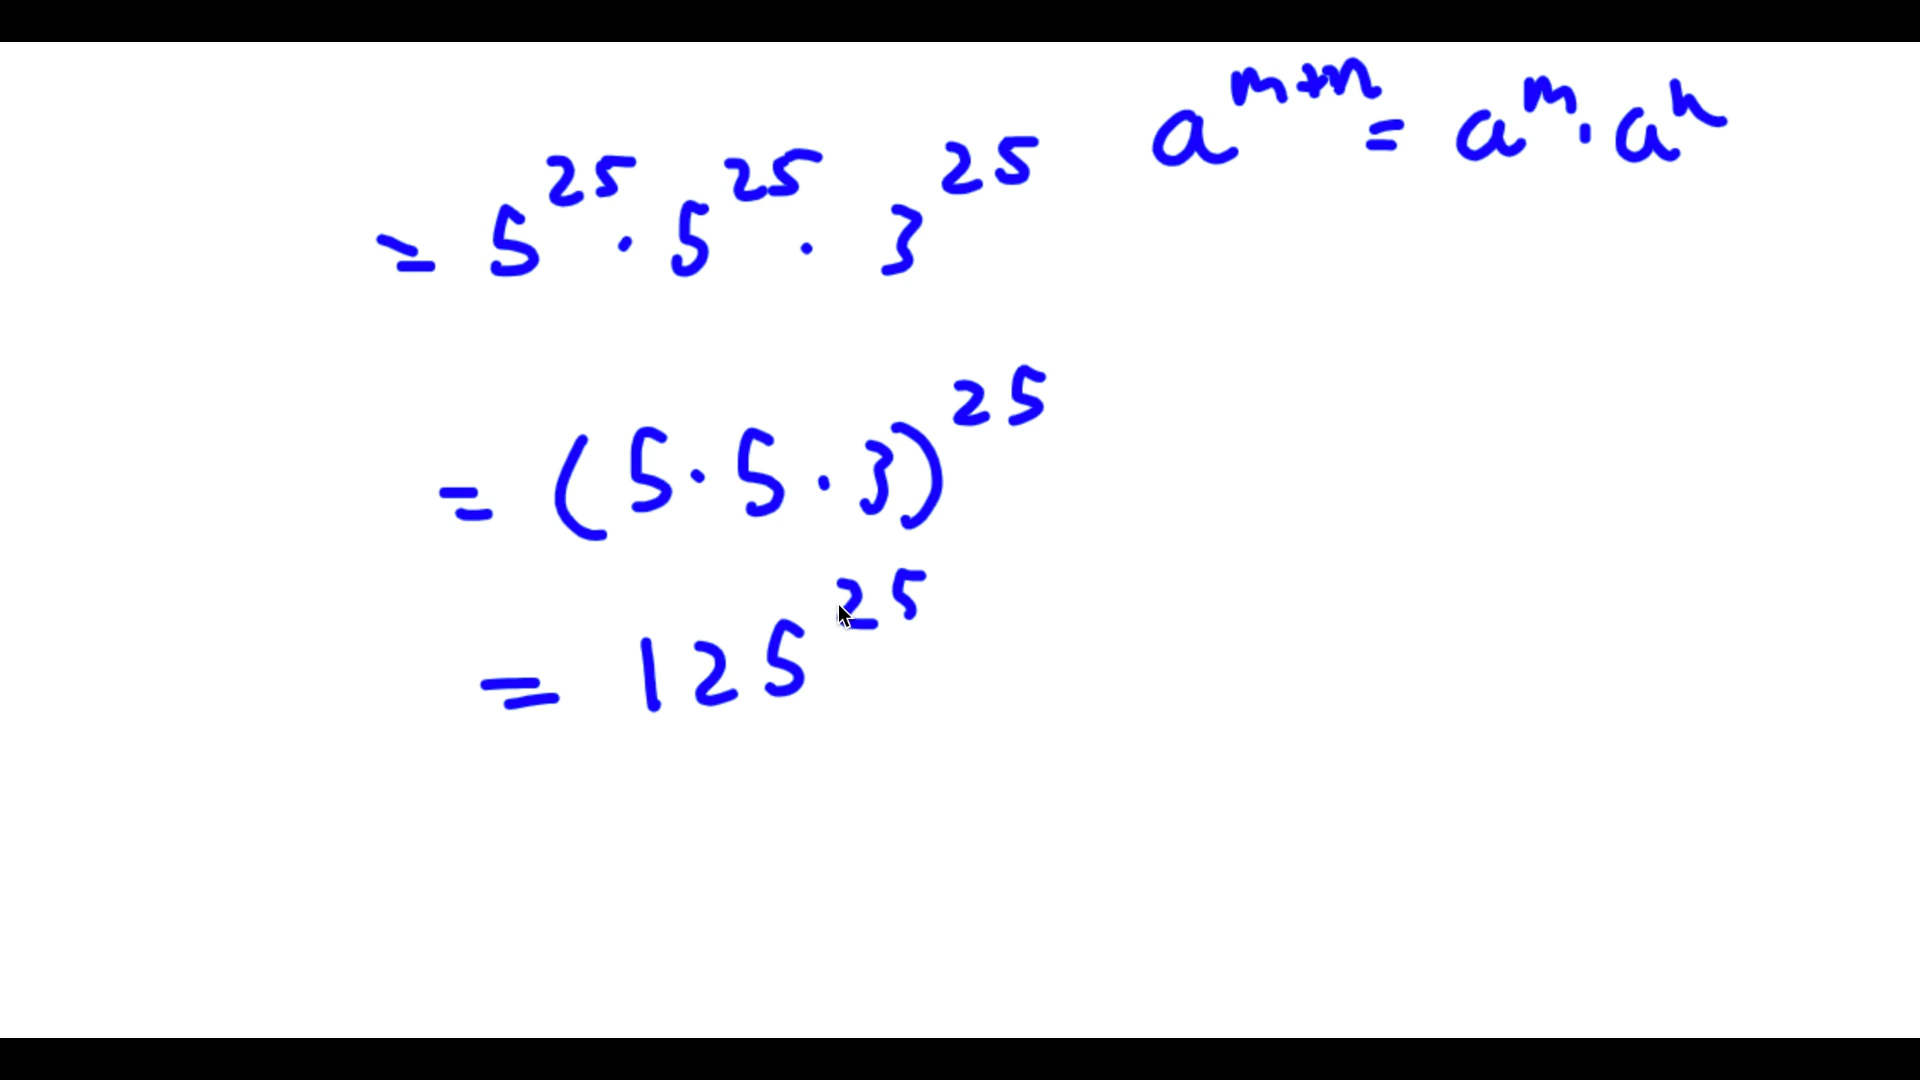 a^{m+n} = a^m · a^n
= 5^{25} · 5^{25} · 3^{25}
= (5 · 5 · 3)^{25}
= 125^{25}